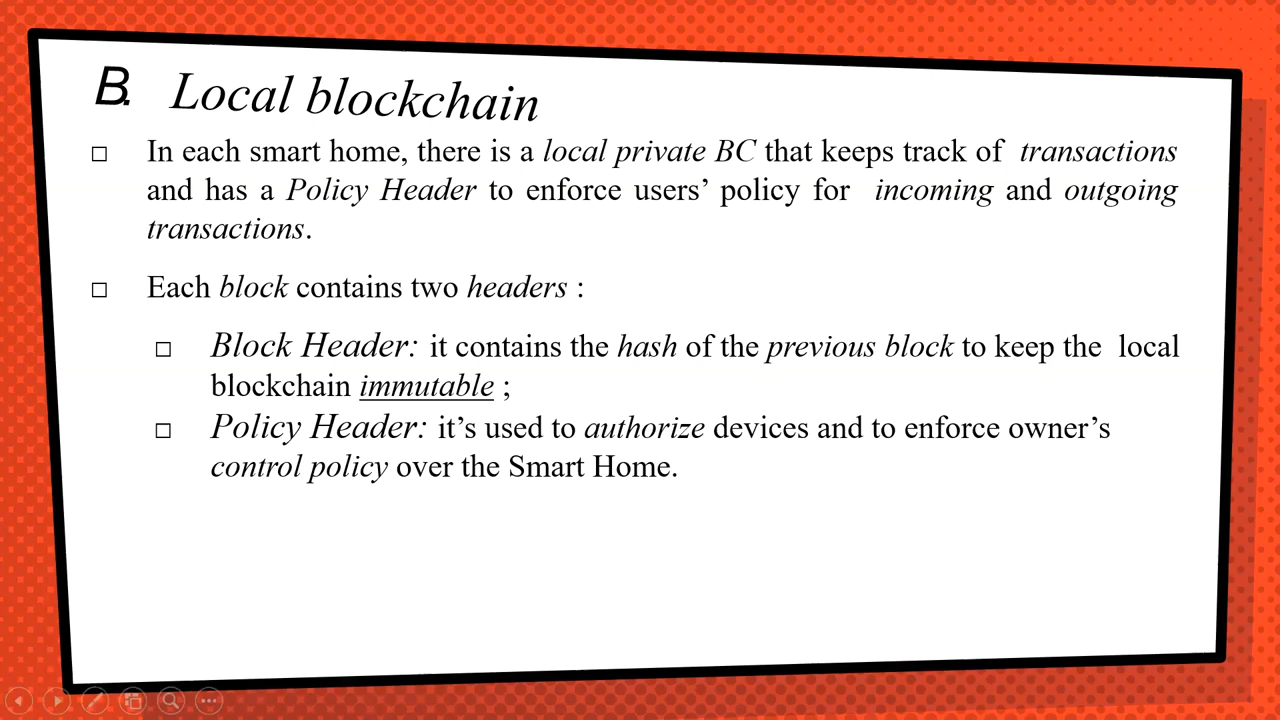 B. Local blockchain
□ In each smart home, there is a local private BC that keeps track of transactions
and has a Policy Header to enforce users’ policy for incoming and outgoing
transactions.
□ Each block contains two headers :
□ Block Header: it contains the hash of the previous block to keep the local
blockchain immutable ;
□ Policy Header: it’s used to authorize devices and to enforce owner’s
control policy over the Smart Home.